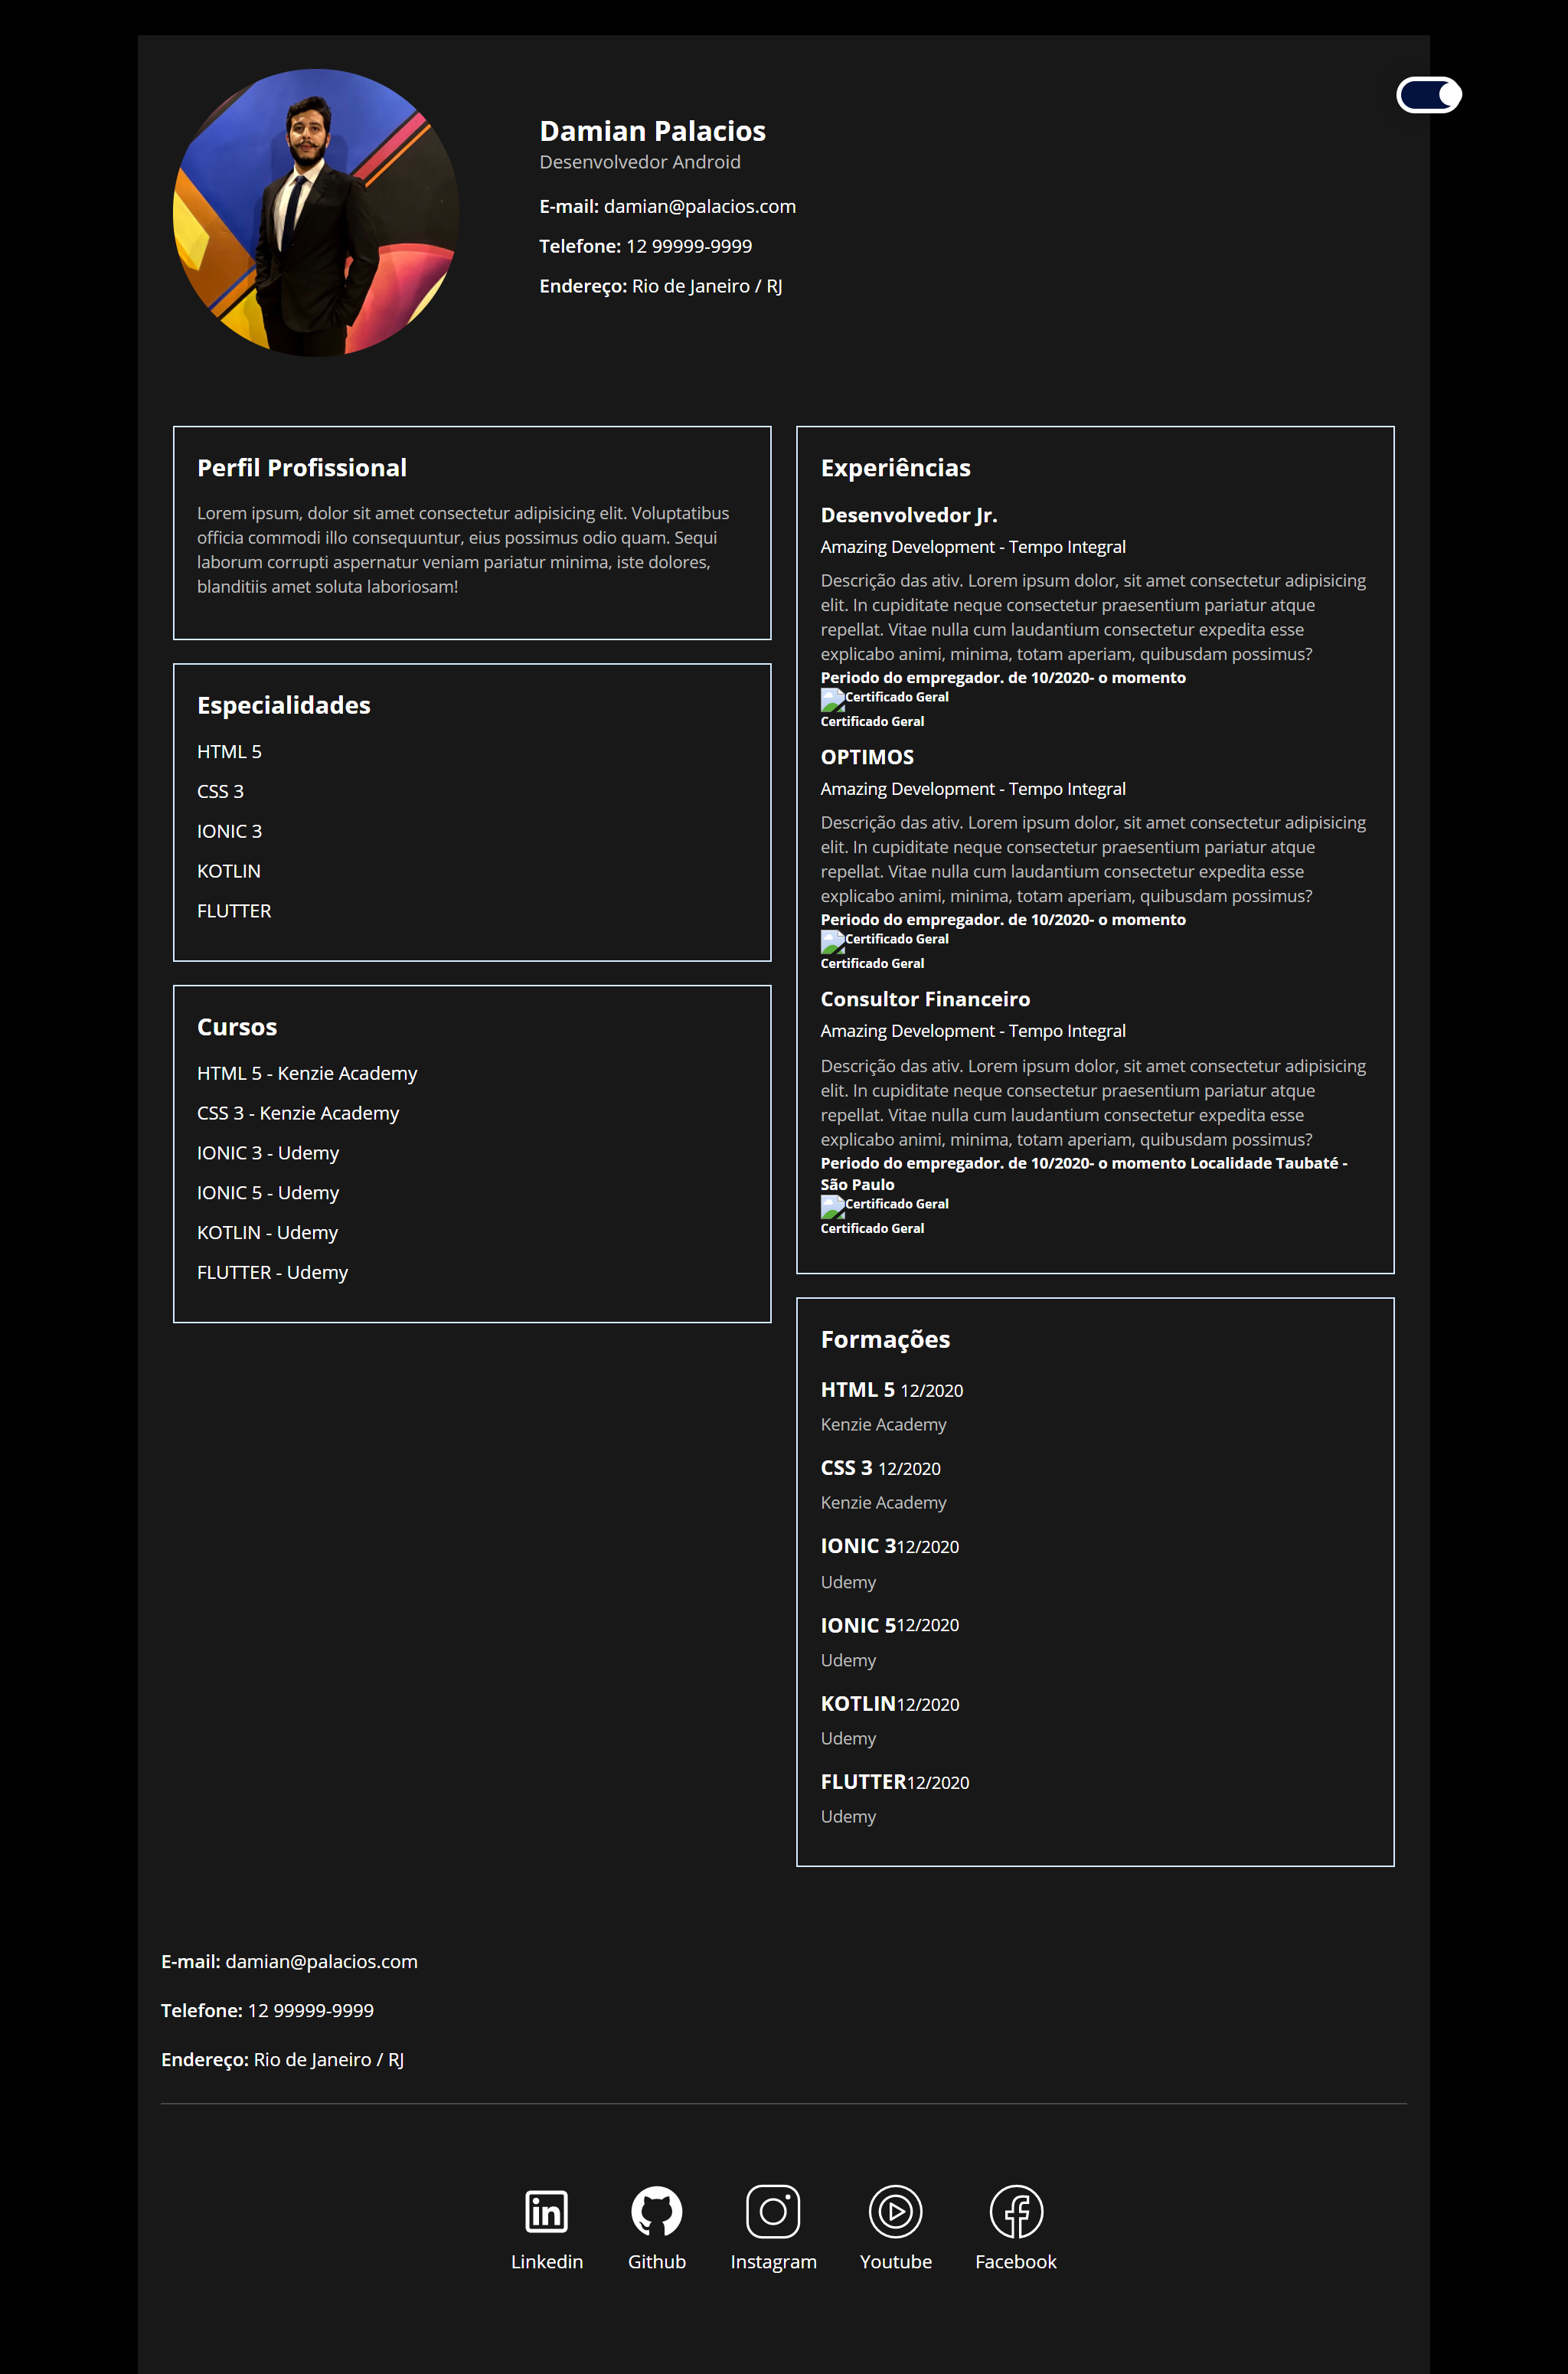 Damian Palacios
Desenvolvedor Android
E-mail: damian@palacios.com
Telefone: 12 99999-9999
Endereço: Rio de Janeiro / RJ
Perfil Profissional
Lorem ipsum, dolor sit amet consectetur adipisicing elit. Voluptatibus
officia commodi illo consequuntur, eius possimus odio quam. Sequi
laborum corrupti aspernatur veniam pariatur minima, iste dolores,
blanditiis amet soluta laboriosam!
Especialidades
HTML 5
CSS 3
IONIC 3
KOTLIN
FLUTTER
Cursos
HTML 5 - Kenzie Academy
CSS 3 - Kenzie Academy
IONIC 3 - Udemy
IONIC 5 - Udemy
KOTLIN - Udemy
FLUTTER - Udemy
Experiências
Desenvolvedor Jr.
Amazing Development - Tempo Integral
Descrição das ativ. Lorem ipsum dolor, sit amet consectetur adipisicing
elit. In cupiditate neque consectetur praesentium pariatur atque
repellat. Vitae nulla cum laudantium consectetur expedita esse
explicabo animi, minima, totam aperiam, quibusdam possimus?
Periodo do empregador. de 10/2020- o momento
Certificado Geral
Certificado Geral
OPTIMOS
Amazing Development - Tempo Integral
Descrição das ativ. Lorem ipsum dolor, sit amet consectetur adipisicing
elit. In cupiditate neque consectetur praesentium pariatur atque
repellat. Vitae nulla cum laudantium consectetur expedita esse
explicabo animi, minima, totam aperiam, quibusdam possimus?
Periodo do empregador. de 10/2020- o momento
Certificado Geral
Certificado Geral
Consultor Financeiro
Amazing Development - Tempo Integral
Descrição das ativ. Lorem ipsum dolor, sit amet consectetur adipisicing
elit. In cupiditate neque consectetur praesentium pariatur atque
repellat. Vitae nulla cum laudantium consectetur expedita esse
explicabo animi, minima, totam aperiam, quibusdam possimus?
Periodo do empregador. de 10/2020- o momento Localidade Taubaté -
São Paulo
Certificado Geral
Certificado Geral
Formações
HTML 5 12/2020
Kenzie Academy
CSS 3 12/2020
Kenzie Academy
IONIC 312/2020
Udemy
IONIC 512/2020
Udemy
KOTLIN12/2020
Udemy
FLUTTER12/2020
Udemy
E-mail: damian@palacios.com
Telefone: 12 99999-9999
Endereço: Rio de Janeiro / RJ
Linkedin
Github
Instagram
Youtube
Facebook